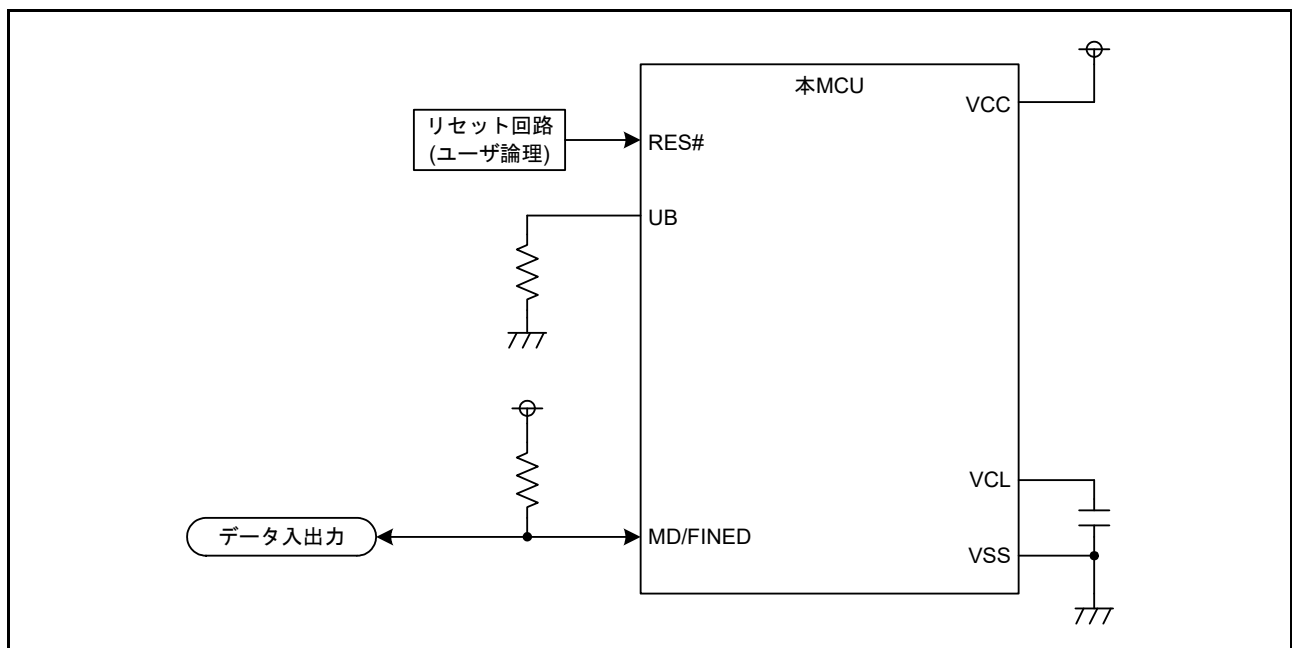 本MCU
VCC
リセット回路
(ユーザ論理)
RES#
UB
データ入出力
MD/FINED
VCL
VSS